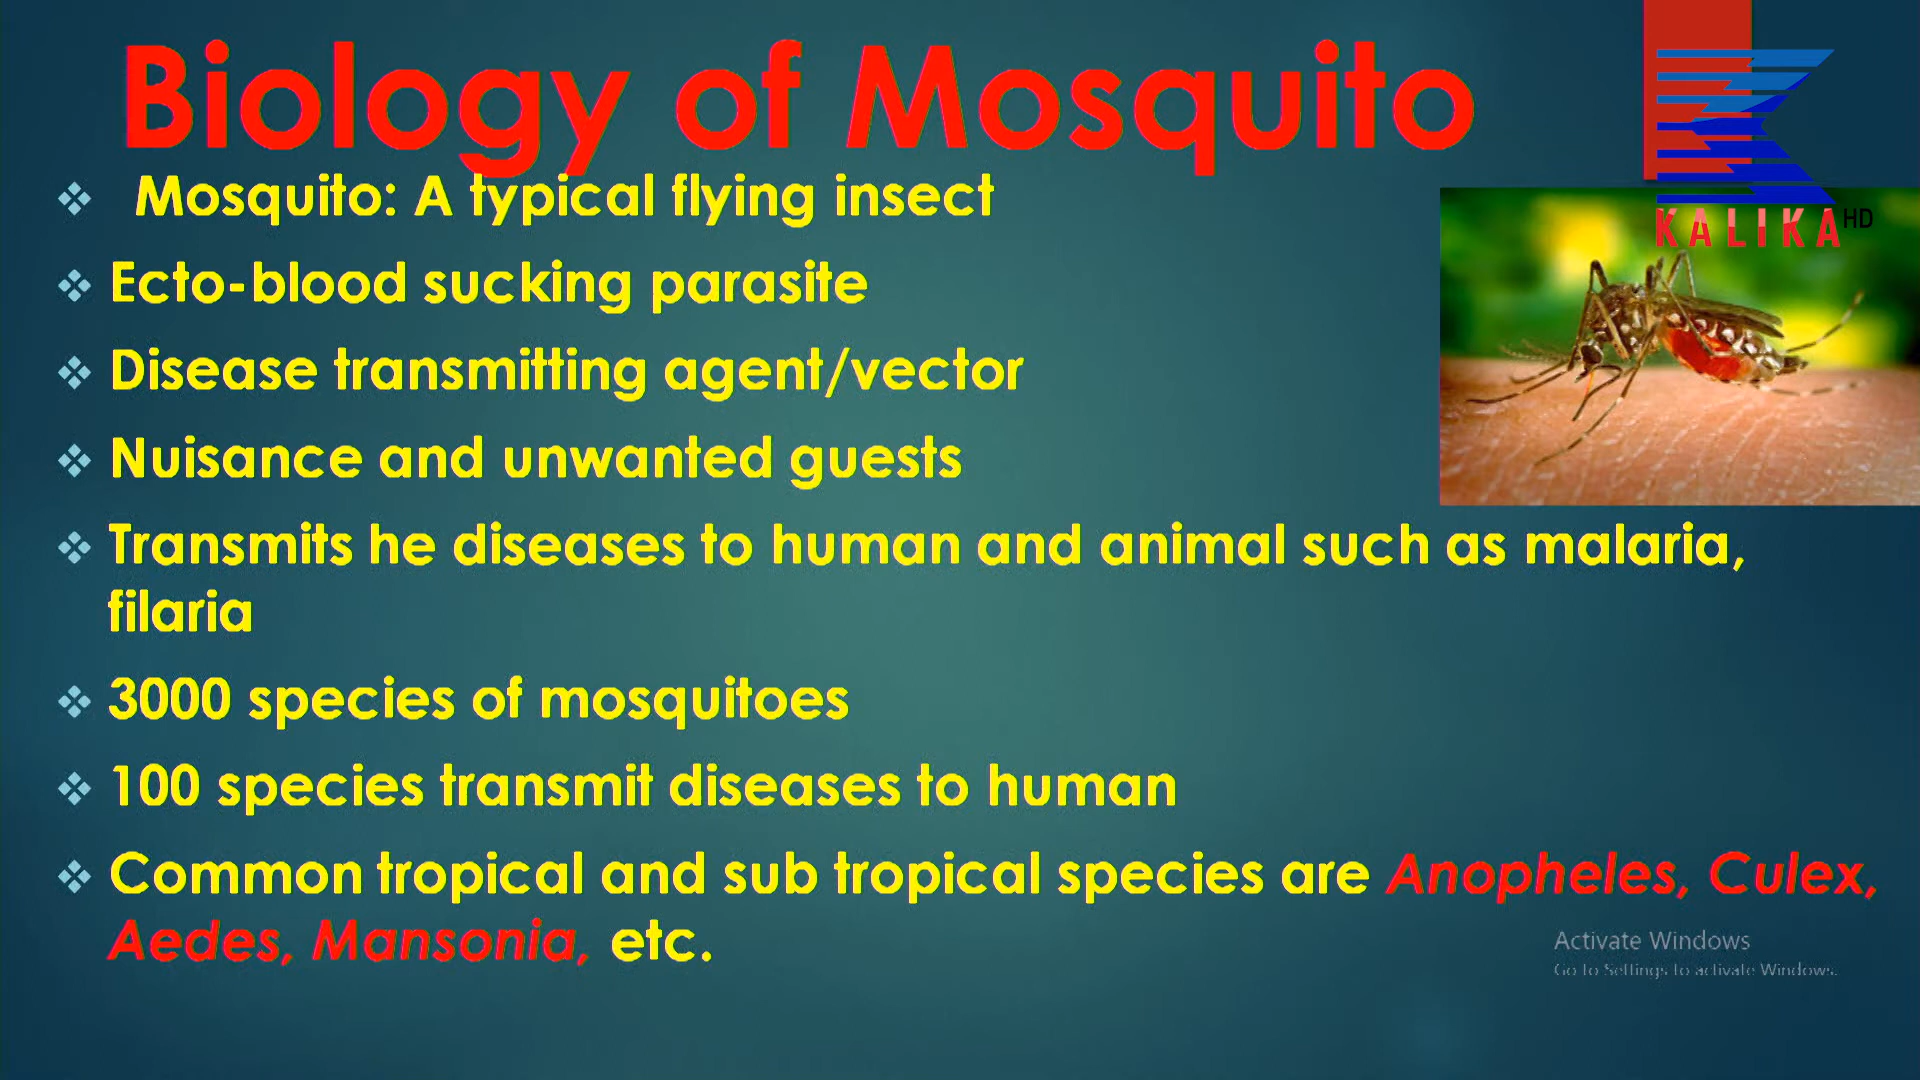 Biology of Mosquito
KALIKA HD
Mosquito: A typical flying insect
Ecto-blood sucking parasite
Disease transmitting agent/vector
Nuisance and unwanted guests
Transmits he diseases to human and animal such as malaria,
filaria
3000 species of mosquitoes
100 species transmit diseases to human
Common tropical and sub tropical species are Anopheles, Culex,
Aedes, Mansonia, etc.
Activate Windows
Go to Settings to activate Windows.